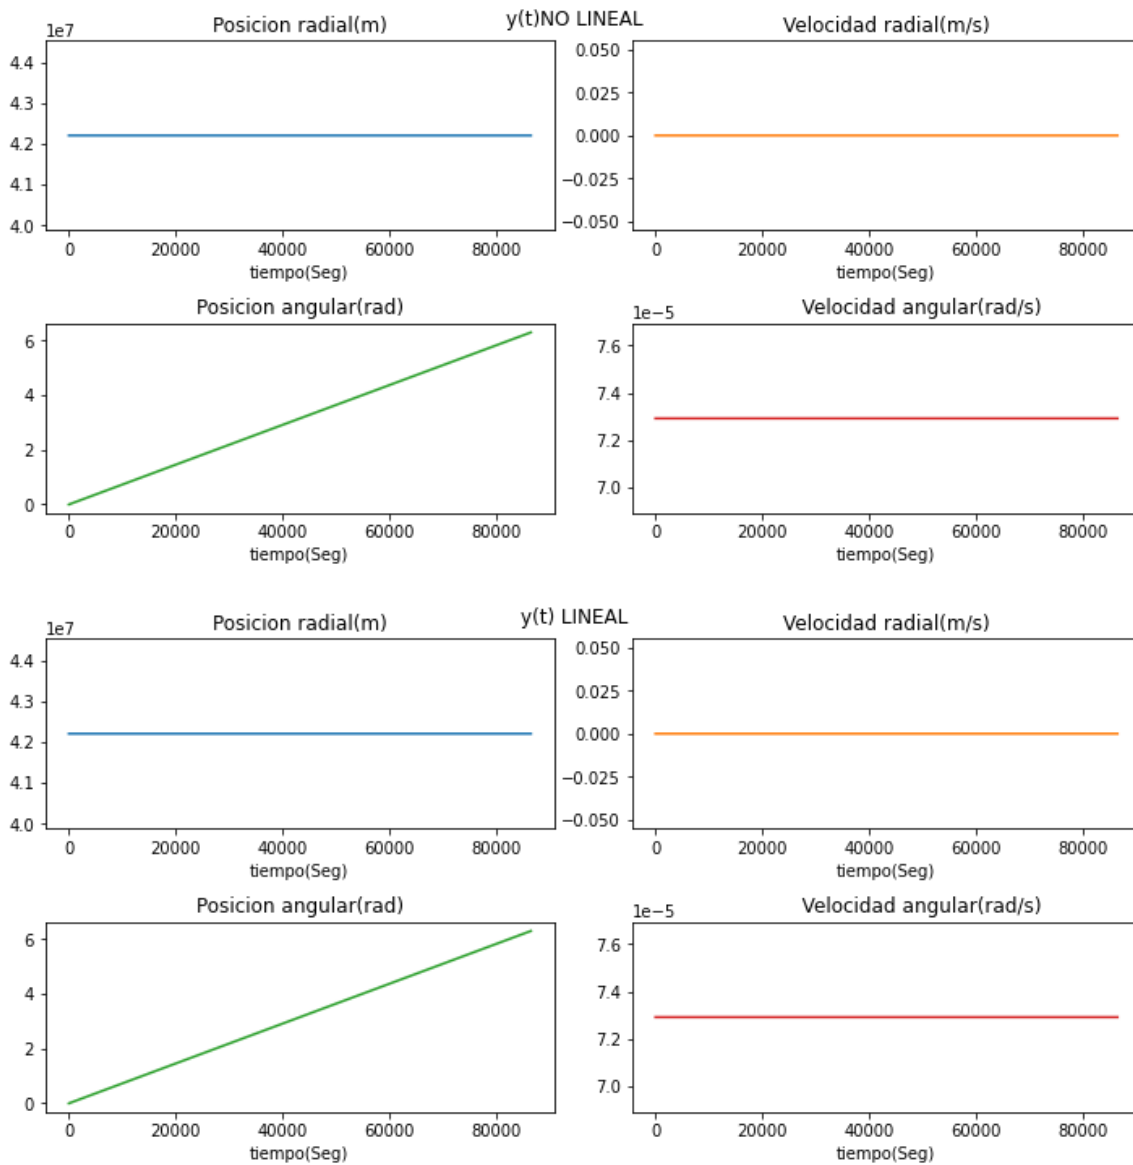 y(t)NO LINEAL
Posicion radial(m)
Velocidad radial(m/s)
1e7
4.4
4.3
4.2
4.1
4.0
0 20000 40000 60000 80000
tiempo(Seg)
0.050
0.025
0.000
−0.025
−0.050
0 20000 40000 60000 80000
tiempo(Seg)
Posicion angular(rad)
6
4
2
0
0 20000 40000 60000 80000
tiempo(Seg)
Velocidad angular(rad/s)
1e−5
7.6
7.4
7.2
7.0
0 20000 40000 60000 80000
tiempo(Seg)
y(t) LINEAL
Posicion radial(m)
Velocidad radial(m/s)
1e7
4.4
4.3
4.2
4.1
4.0
0 20000 40000 60000 80000
tiempo(Seg)
0.050
0.025
0.000
−0.025
−0.050
0 20000 40000 60000 80000
tiempo(Seg)
Posicion angular(rad)
6
4
2
0
0 20000 40000 60000 80000
tiempo(Seg)
Velocidad angular(rad/s)
1e−5
7.6
7.4
7.2
7.0
0 20000 40000 60000 80000
tiempo(Seg)